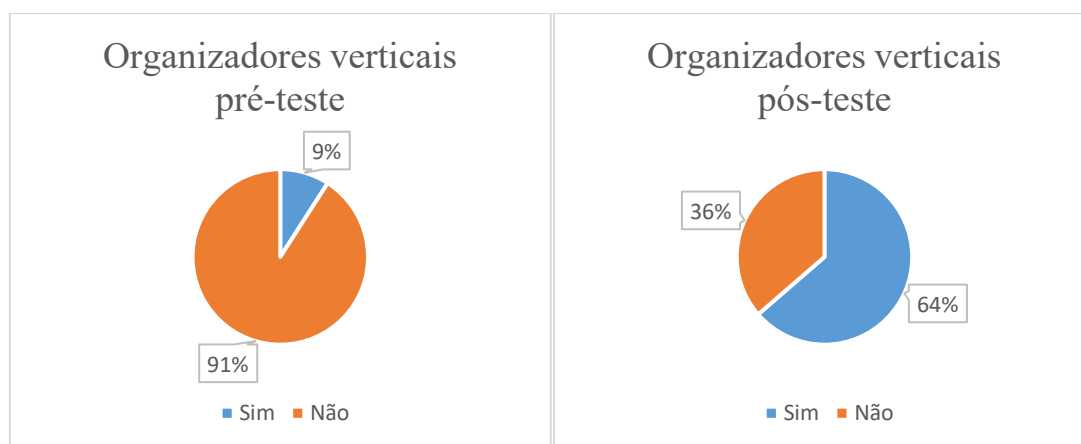 Organizadores verticais
pré-teste
9%
91%
Sim Não
Organizadores verticais
pós-teste
36%
64%
Sim Não